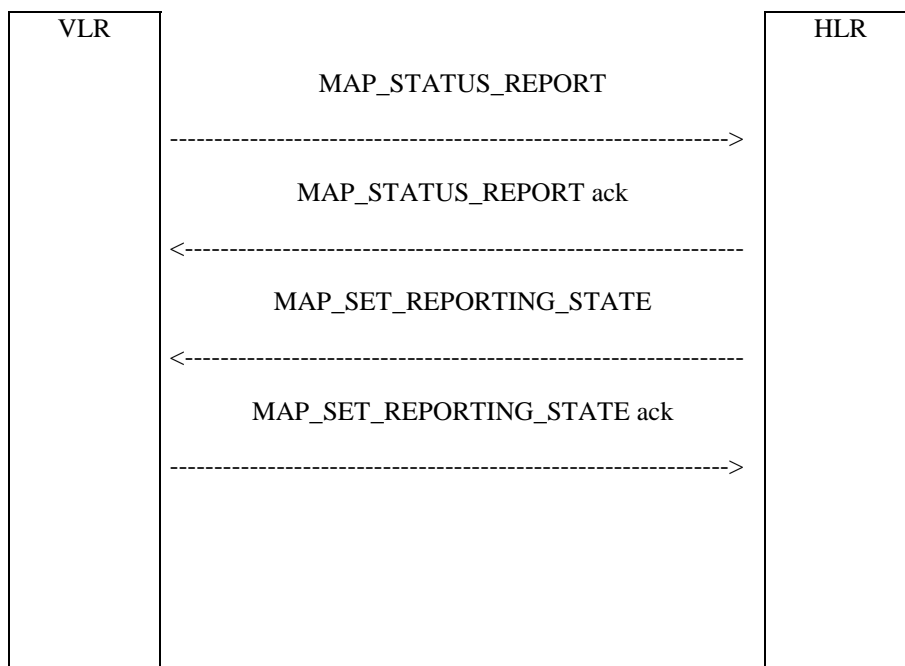 VLR HLR
MAP_STATUS_REPORT
MAP_STATUS_REPORT ack
MAP_SET_REPORTING_STATE
MAP_SET_REPORTING_STATE ack